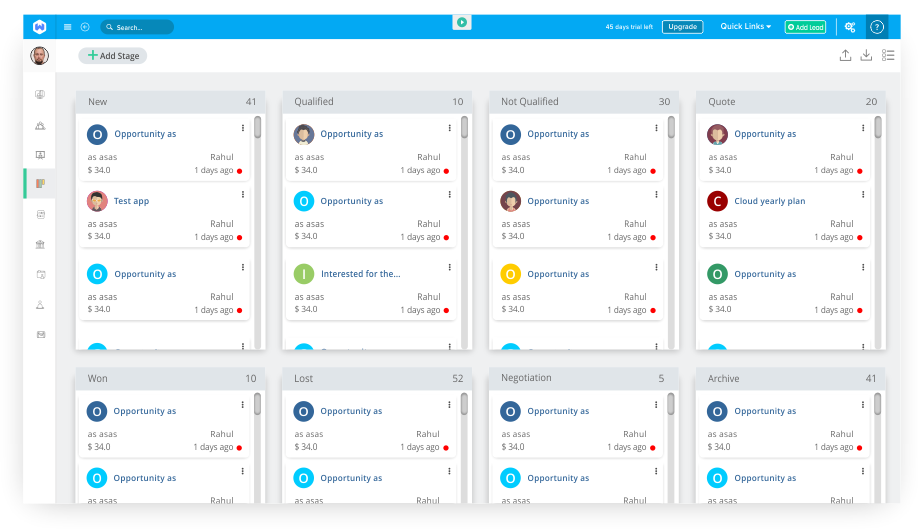 Search...
45 days trial left
Upgrade
Quick Links
Add Lead
?
Add Stage
New 41
O Opportunity as
as asas Rahul
$ 34.0 1 days ago
Test app
as asas Rahul
$ 34.0 1 days ago
O Opportunity as
as asas Rahul
$ 34.0 1 days ago
Qualified 10
Opportunity as
as asas Rahul
$ 34.0 1 days ago
O Opportunity as
as asas Rahul
$ 34.0 1 days ago
I Interested for the...
as asas Rahul
$ 34.0 1 days ago
Not Qualified 30
O Opportunity as
as asas Rahul
$ 34.0 1 days ago
Opportunity as
as asas Rahul
$ 34.0 1 days ago
O Opportunity as
as asas Rahul
$ 34.0 1 days ago
Quote 20
Opportunity as
as asas Rahul
$ 34.0 1 days ago
C Cloud yearly plan
as asas Rahul
$ 34.0 1 days ago
O Opportunity as
as asas Rahul
$ 34.0 1 days ago
Won 10
O Opportunity as
as asas Rahul
$ 34.0 1 days ago
O Opportunity as
as asas Rahul
Lost 52
O Opportunity as
as asas Rahul
$ 34.0 1 days ago
O Opportunity as
as asas Rahul
Negotiation 5
O Opportunity as
as asas Rahul
$ 34.0 1 days ago
O Opportunity as
as asas Rahul
Archive 41
O Opportunity as
as asas Rahul
$ 34.0 1 days ago
O Opportunity as
as asas Rahul